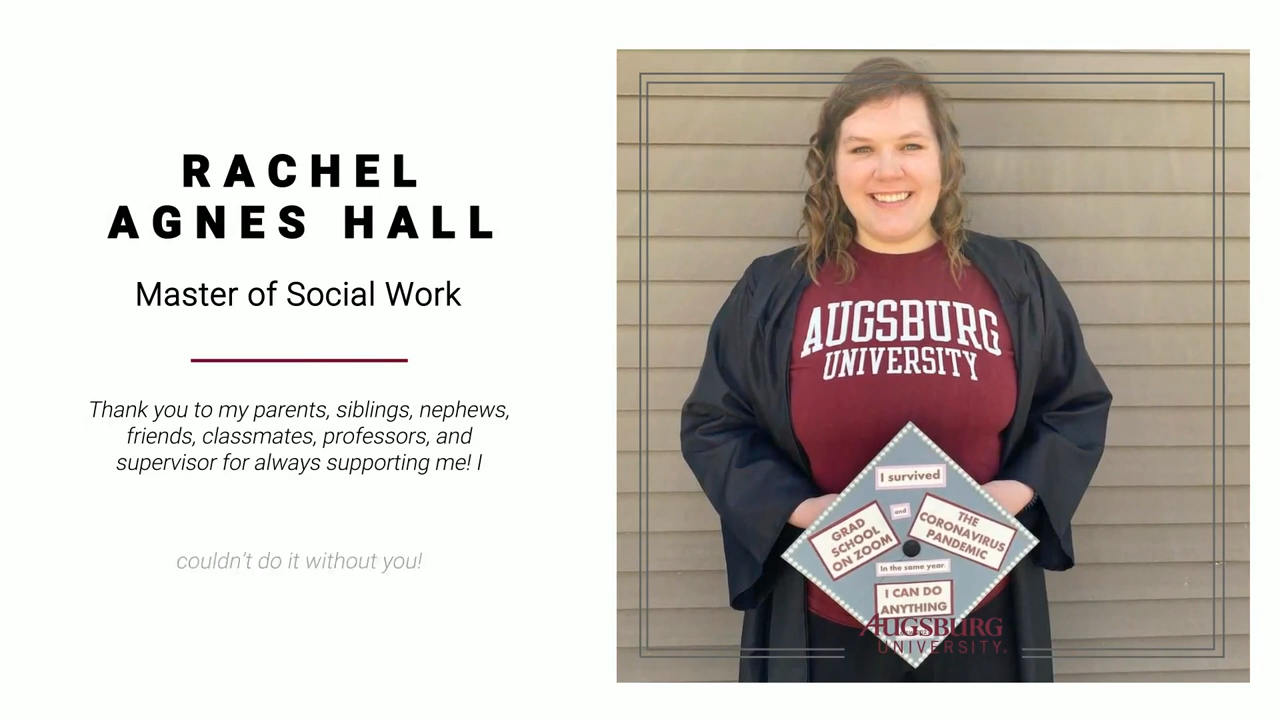 RACHEL
AGNES HALL
Master of Social Work
Thank you to my parents, siblings, nephews,
friends, classmates, professors, and
supervisor for always supporting me! I
couldn't do it without you!
AUGSBURG
UNIVERSITY
I survived
and
GRAD
SCHOOL
ON ZOOM
THE
CORONAVIRUS
PANDEMIC
In the same year
I CAN DO
ANYTHING
AUGSBURG
UNIVERSITY.